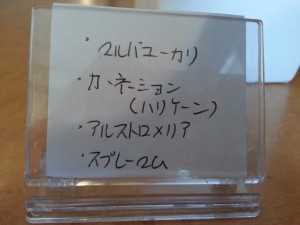 ・マルバユーカリ
・カーネーション
（ハリケーン）
・アルストロメリア
・スプレーマム